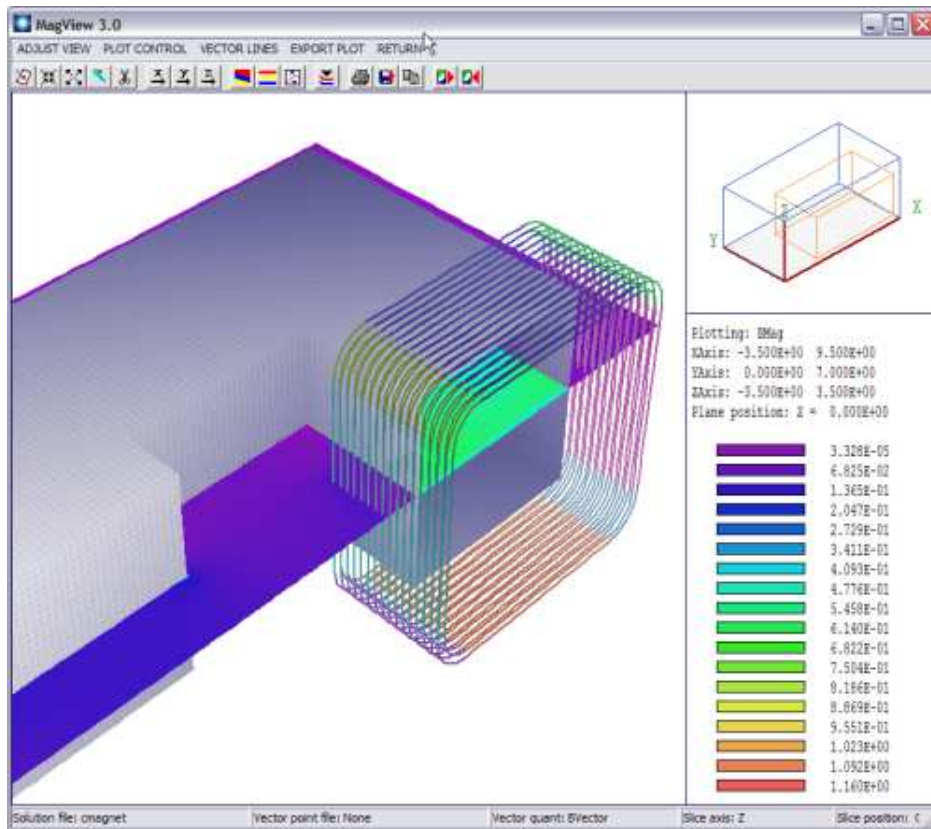 MagView 3.0
ADJUST VIEW PLOT CONTROL VECTOR LINES EXPORT PLOT RETURN
Z
Y
X
Plotting: BMag
XAxis: -3.500E+00 9.500E+00
YAxis: 0.000E+00 7.000E+00
ZAxis: -3.500E+00 3.500E+00
Plane position: Z = 0.000E+00
3.328E-05
6.825E-02
1.365E-01
2.047E-01
2.729E-01
3.411E-01
4.093E-01
4.776E-01
5.458E-01
6.140E-01
6.822E-01
7.504E-01
8.186E-01
8.869E-01
9.551E-01
1.023E+00
1.092E+00
1.160E+00
Solution file: cmagnet Vector point file: None Vector quant: BVector Slice axis: Z Slice position: (